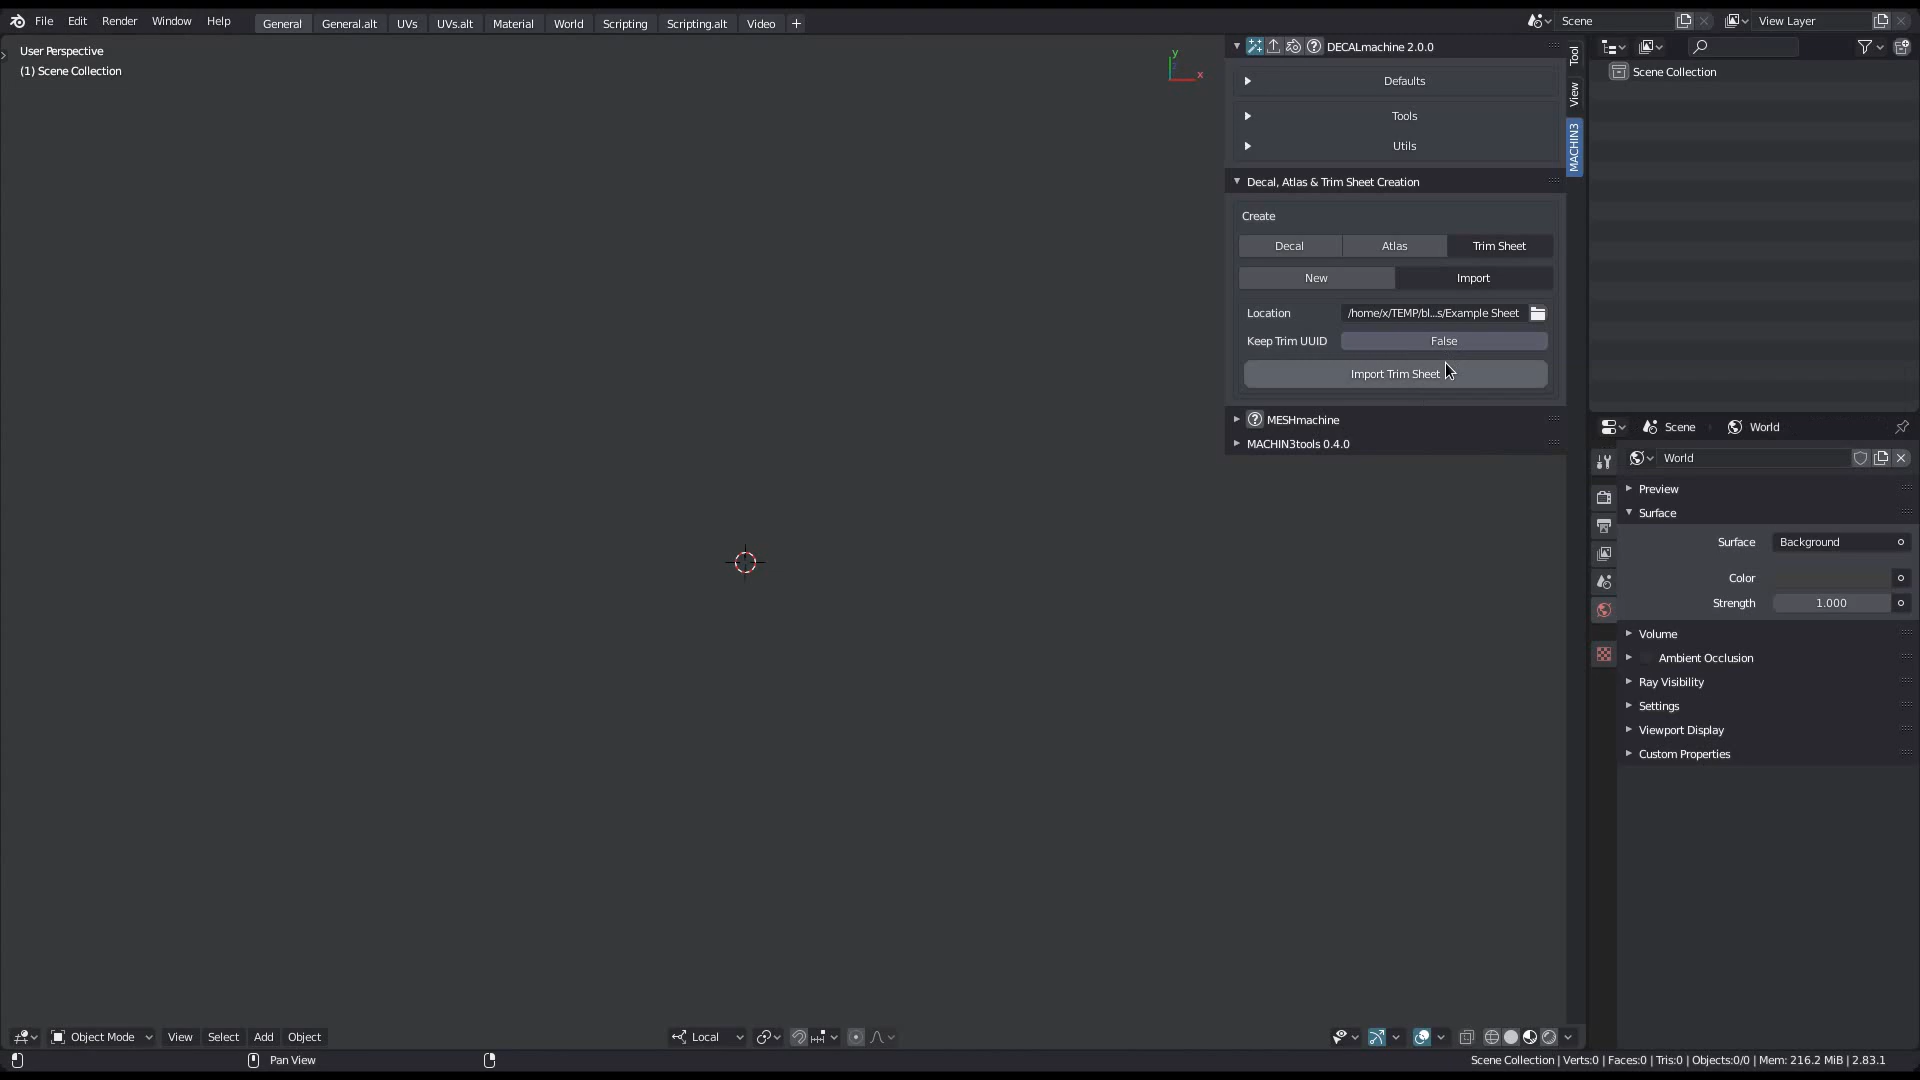 File Edit Render Window Help General General.alt UVs UVs.alt Material World Scripting Scripting.alt Video + Scene View Layer
User Perspective
(1) Scene Collection
y
x
DECALmachine 2.0.0
Defaults
Tools
Utils
Decal, Atlas & Trim Sheet Creation
Create
Decal Atlas Trim Sheet
New Import
Location /home/x/TEMP/bl...s/Example Sheet
Keep Trim UUID False
Import Trim Sheet
MESHmachine
MACHIN3tools 0.4.0
Tool
View
MACHIN3
Scene Collection
Scene World
World
Preview
Surface
Surface Background
Color
Strength 1.000
Volume
Ambient Occlusion
Ray Visibility
Settings
Viewport Display
Custom Properties
Object Mode View Select Add Object Local
Pan View
Scene Collection | Verts:0 | Faces:0 | Tris:0 | Objects:0/0 | Mem: 216.2 MiB | 2.83.1